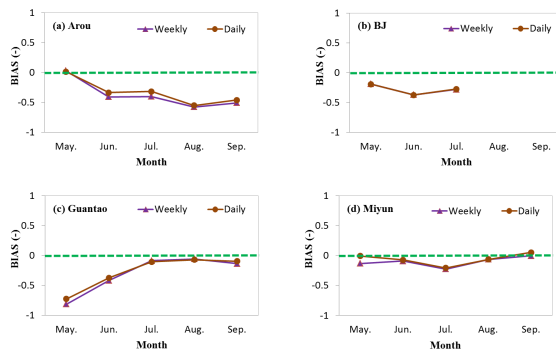 (a) Arou
Weekly
Daily
1
0.5
0
-0.5
-1
BIAS (-)
May. Jun. Jul. Aug. Sep.
Month
(b) BJ
Weekly
Daily
1
0.5
0
-0.5
-1
BIAS (-)
May. Jun. Jul. Aug. Sep.
Month
(c) Guantao
Weekly
Daily
1
0.5
0
-0.5
-1
BIAS (-)
May. Jun. Jul. Aug. Sep.
Month
(d) Miyun
Weekly
Daily
1
0.5
0
-0.5
-1
BIAS (-)
May. Jun. Jul. Aug. Sep.
Month